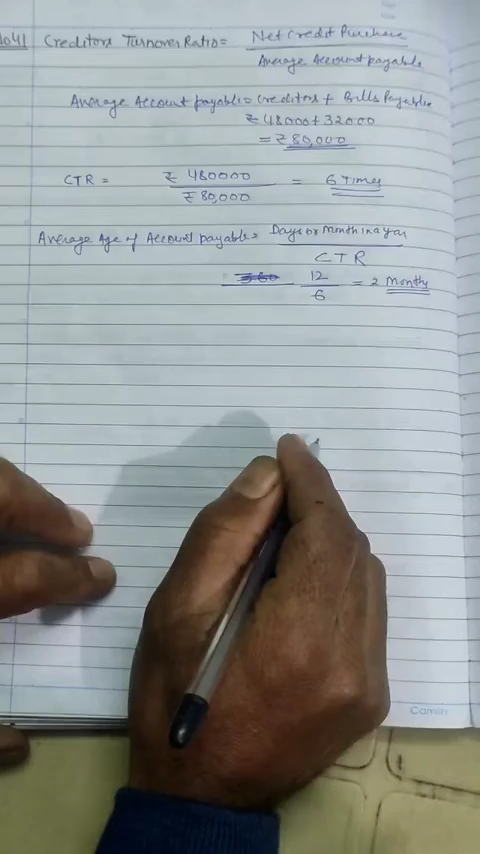 Creditors Turnover Ratio = Net Credit Purchase
Average Account payable
Average Account payable = Creditors + Bills Payable
₹ 48000 + 32000
= ₹ 80,000
CTR = ₹ 480000 = 6 Times
₹ 80,000
Average Age of Account payable = Days or Month in a year
CTR
360 12 = 2 Months
6
Camlin